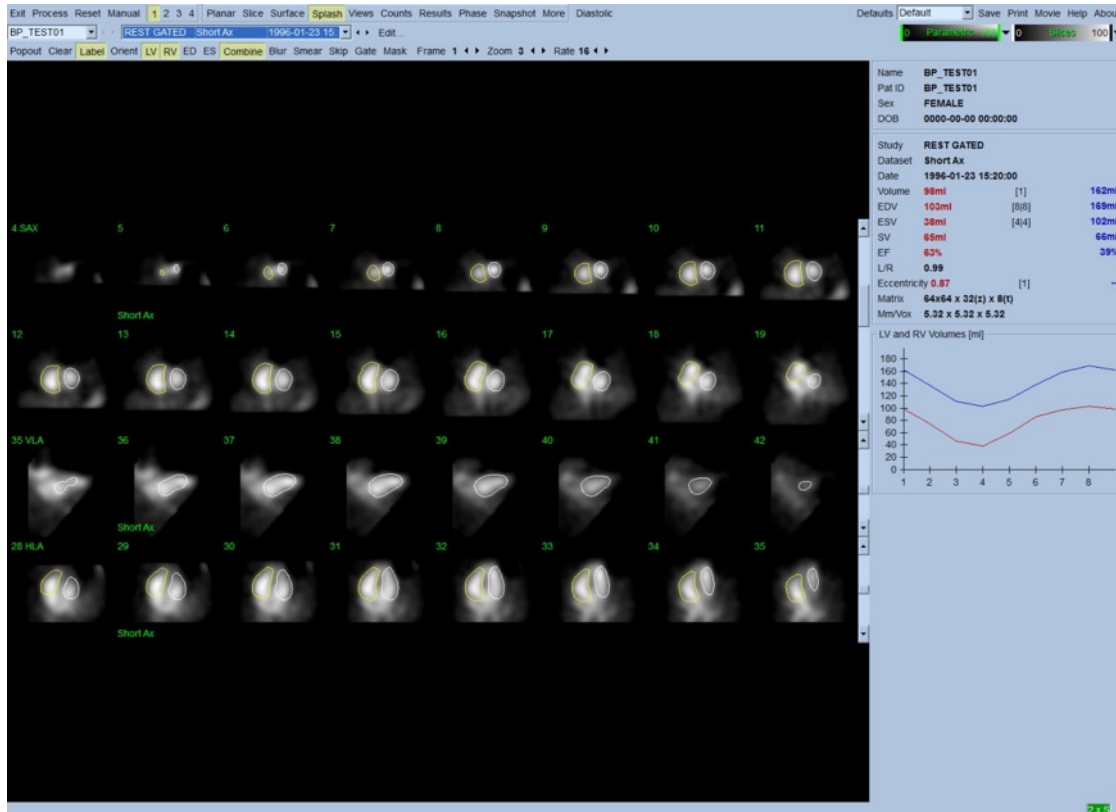 Exit Process Reset Manual 1 2 3 4 Planar Slice Surface Splash Views Counts Results Phase Snapshot More Diastolic Defaults Default Save Print Movie Help Abou
BP_TEST01 REST GATED Short Ax 1996-01-23 15: Edit... 0 Parametric 0 Slices 100
Popout Clear Label Orient LV RV ED ES Combine Blur Smear Skip Gate Mask Frame 1 Zoom 3 Rate 16
Name BP_TEST01
Pat ID BP_TEST01
Sex FEMALE
DOB 0000-00-00 00:00:00
Study REST GATED
Dataset Short Ax
Date 1996-01-23 15:20:00
Volume 98ml [1] 162ml
EDV 103ml [8|8] 169ml
ESV 38ml [4|4] 102ml
SV 65ml 66ml
EF 63% 39%
L/R 0.99
Eccentricity 0.87 [1] --
Matrix 64x64 x 32(z) x 8(t)
Mm/Vox 5.32 x 5.32 x 5.32
LV and RV Volumes [ml]
180
160
140
120
100
80
60
40
20
0
1 2 3 4 5 6 7 8
4 SAX 5 6 7 8 9 10 11
Short Ax
12 13 14 15 16 17 18 19
35 VLA 36 37 38 39 40 41 42
Short Ax
28 HLA 29 30 31 32 33 34 35
Short Ax